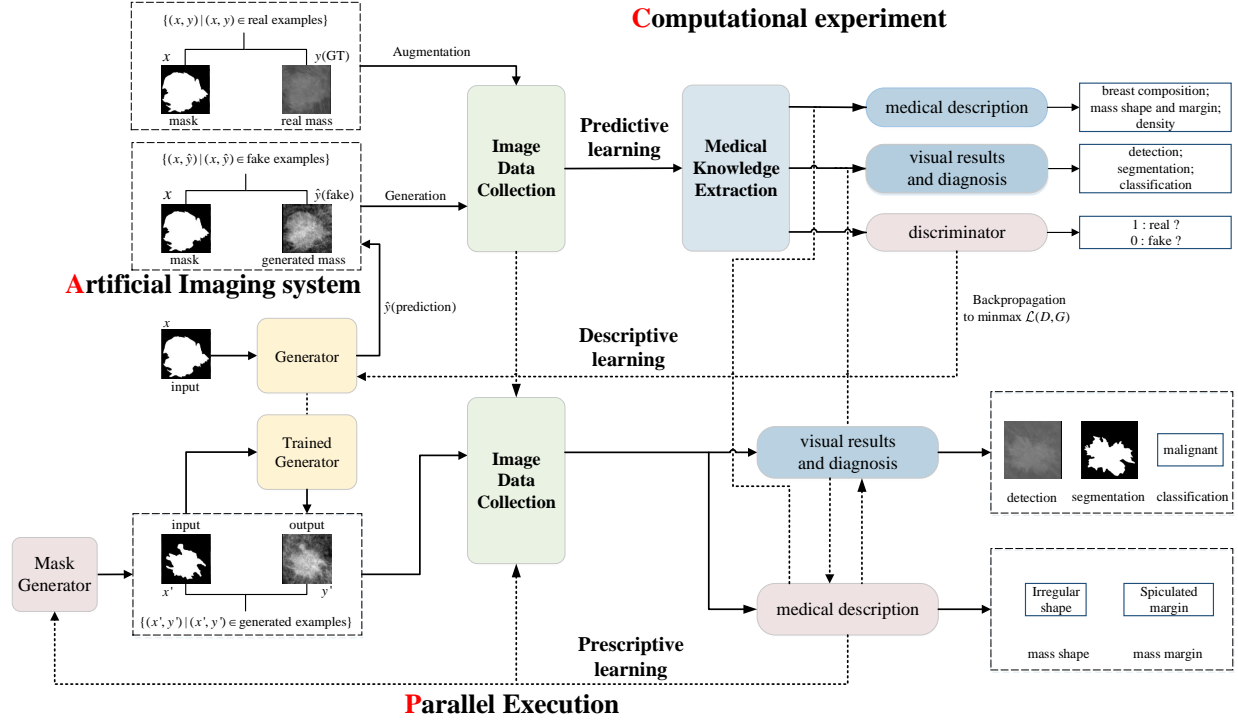 Computational experiment
{(x, y) | (x, y) ∈ real examples}
x
y(GT)
mask
real mass
Augmentation
{(x, ŷ) | (x, ŷ) ∈ fake examples}
x
ŷ(fake)
mask
generated mass
Generation
Artificial Imaging system
Image
Data
Collection
Predictive
learning
Medical
Knowledge
Extraction
medical description
breast composition;
mass shape and margin;
density
visual results
and diagnosis
detection;
segmentation;
classification
discriminator
1 : real ?
0 : fake ?
ŷ(prediction)
Backpropagation
to minmax ℒ(D, G)
x
input
Generator
Descriptive
learning
Trained
Generator
Image
Data
Collection
visual results
and diagnosis
detection
segmentation
malignant
classification
Mask
Generator
input
output
x'
y'
{(x', y') | (x', y') ∈ generated examples}
medical description
Irregular
shape
Spiculated
margin
mass shape
mass margin
Prescriptive
learning
Parallel Execution